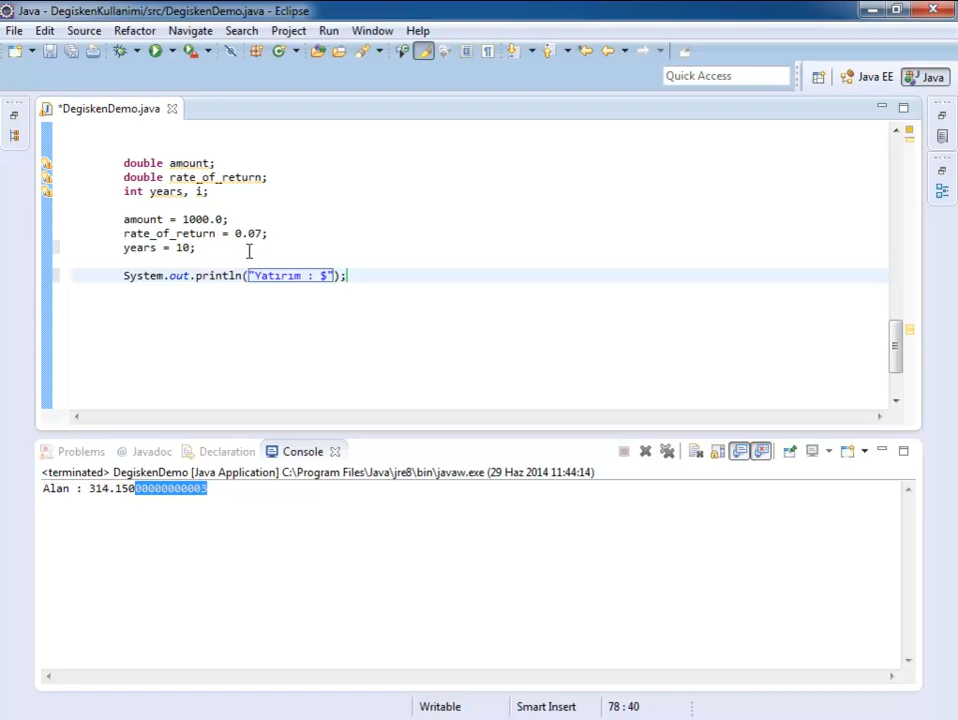 Java - DegiskenKullanimi/src/DegiskenDemo.java - Eclipse
File Edit Source Refactor Navigate Search Project Run Window Help
Quick Access
Java EE
Java
*DegiskenDemo.java
double amount;
double rate_of_return;
int years, i;
amount = 1000.0;
rate_of_return = 0.07;
years = 10;
System.out.println("Yatırım : $");
Problems @ Javadoc Declaration Console
<terminated> DegiskenDemo [Java Application] C:\Program Files\Java\jre8\bin\javaw.exe (29 Haz 2014 11:44:14)
Alan : 314.15000000000003
Writable Smart Insert 78 : 40